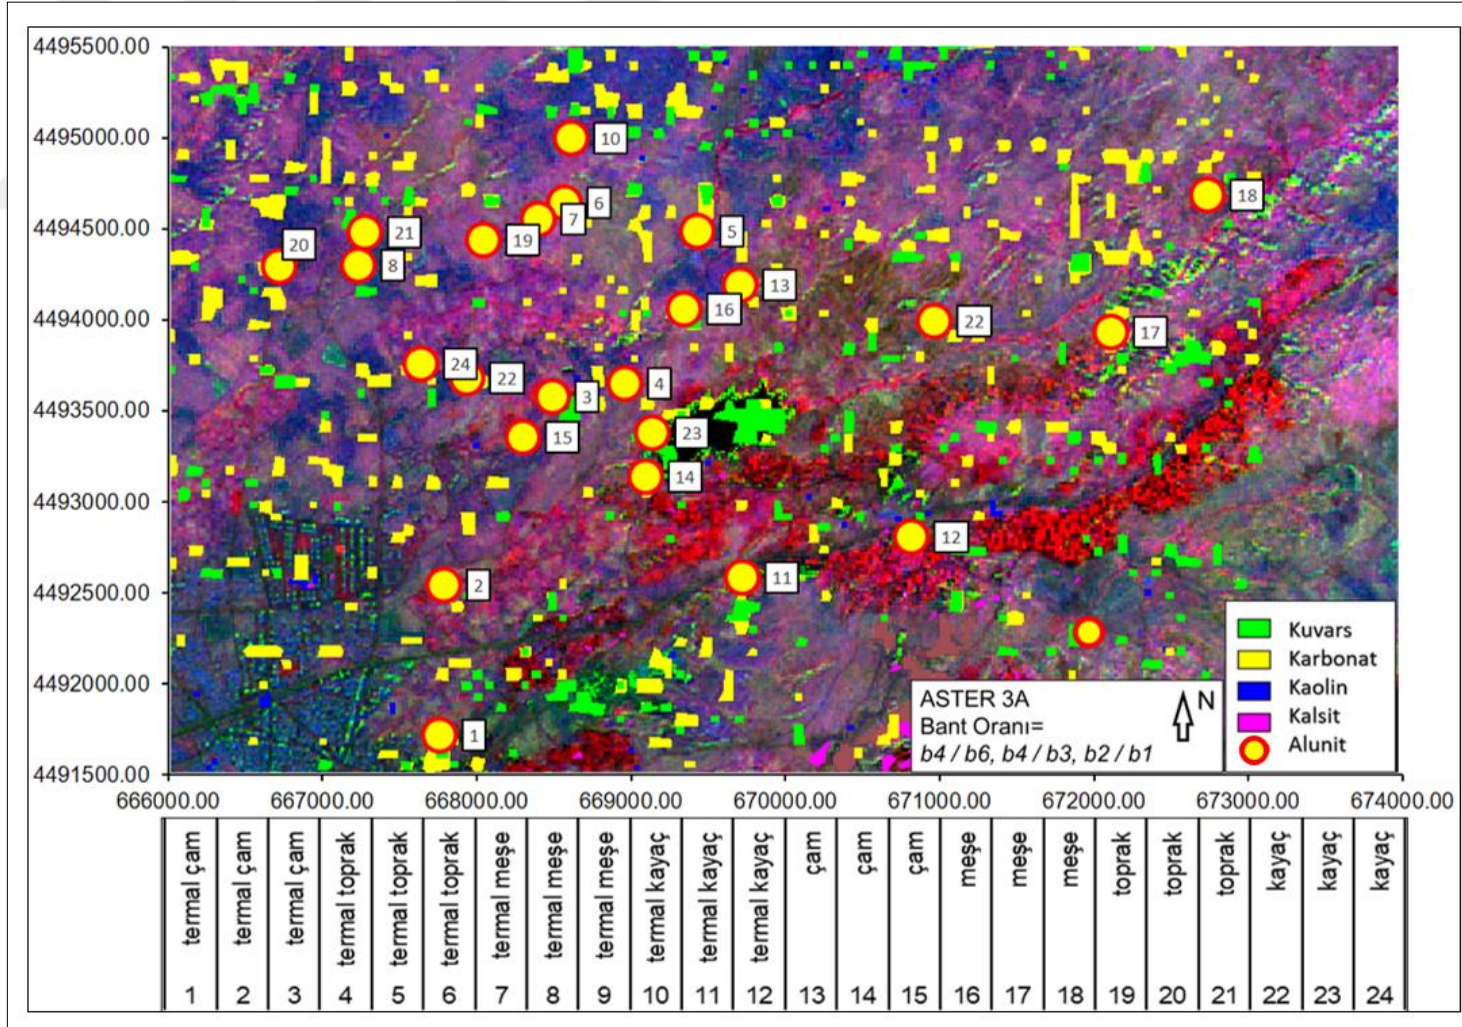 4495500.00
4495000.00
4494500.00
4494000.00
4493500.00
4493000.00
4492500.00
4492000.00
4491500.00
10
6
18
7
5
21
19
20
8
13
16
22
17
24
22
4
3
23
15
14
12
11
2
1
Kuvars
Karbonat
Kaolin
Kalsit
Alunit
ASTER 3A
Bant Oranı=
b4 / b6, b4 / b3, b2 / b1
N
666000.00 667000.00 668000.00 669000.00 670000.00 671000.00 672000.00 673000.00 674000.00
termal çam
termal çam
termal çam
termal toprak
termal toprak
termal toprak
termal meşe
termal meşe
termal meşe
termal kayaç
termal kayaç
termal kayaç
çam
çam
çam
meşe
meşe
meşe
toprak
toprak
toprak
kayaç
kayaç
kayaç
1 2 3 4 5 6 7 8 9 10 11 12 13 14 15 16 17 18 19 20 21 22 23 24